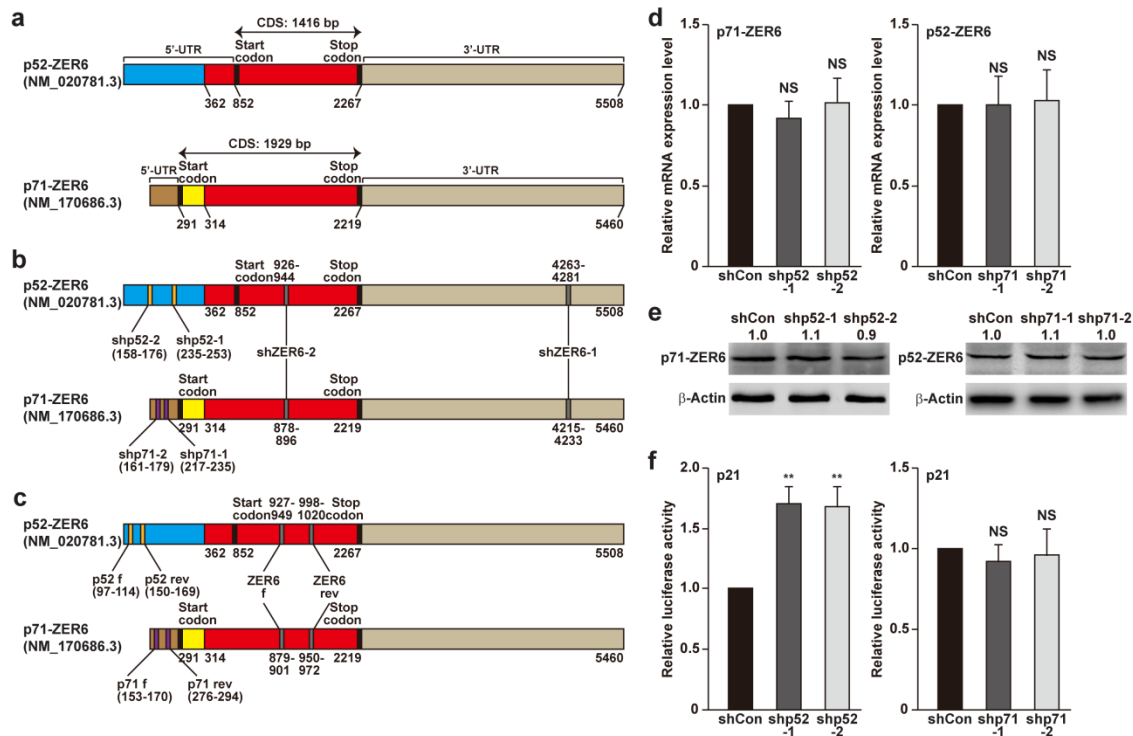 a
CDS: 1416 bp
5'-UTR
Start codon
Stop codon
3'-UTR
p52-ZER6
(NM_020781.3)
362
852
2267
5508
CDS: 1929 bp
5'-UTR
Start codon
Stop codon
3'-UTR
p71-ZER6
(NM_170686.3)
291
314
2219
5460
b
Start codon
926-944
Stop codon
4263-4281
p52-ZER6
(NM_020781.3)
362
852
2267
5508
shp52-2
(158-176)
shp52-1
(235-253)
shZER6-2
shZER6-1
Start codon
Stop codon
p71-ZER6
(NM_170686.3)
291
314
878-896
2219
4215-4233
5460
shp71-2
(161-179)
shp71-1
(217-235)
c
Start codon
927-949
998-1020
Stop codon
p52-ZER6
(NM_020781.3)
362
852
2267
5508
p52 f
(97-114)
p52 rev
(150-169)
ZER6 f
ZER6 rev
Start codon
Stop codon
p71-ZER6
(NM_170686.3)
291
314
879-901
950-972
2219
5460
p71 f
(153-170)
p71 rev
(276-294)
d
p71-ZER6
Relative mRNA expression level
1.5
1.0
0.5
0
NS
NS
shCon
shp52-1
shp52-2
p52-ZER6
Relative mRNA expression level
1.5
1.0
0.5
0
NS
NS
shCon
shp71-1
shp71-2
e
shCon shp52-1 shp52-2
1.0 1.1 0.9
p71-ZER6
β-Actin
shCon shp71-1 shp71-2
1.0 1.1 1.0
p52-ZER6
β-Actin
f
p21
Relative luciferase activity
2.0
1.5
1.0
0.5
0
**
**
shCon
shp52-1
shp52-2
p21
Relative luciferase activity
1.5
1.0
0.5
0
NS
NS
shCon
shp71-1
shp71-2